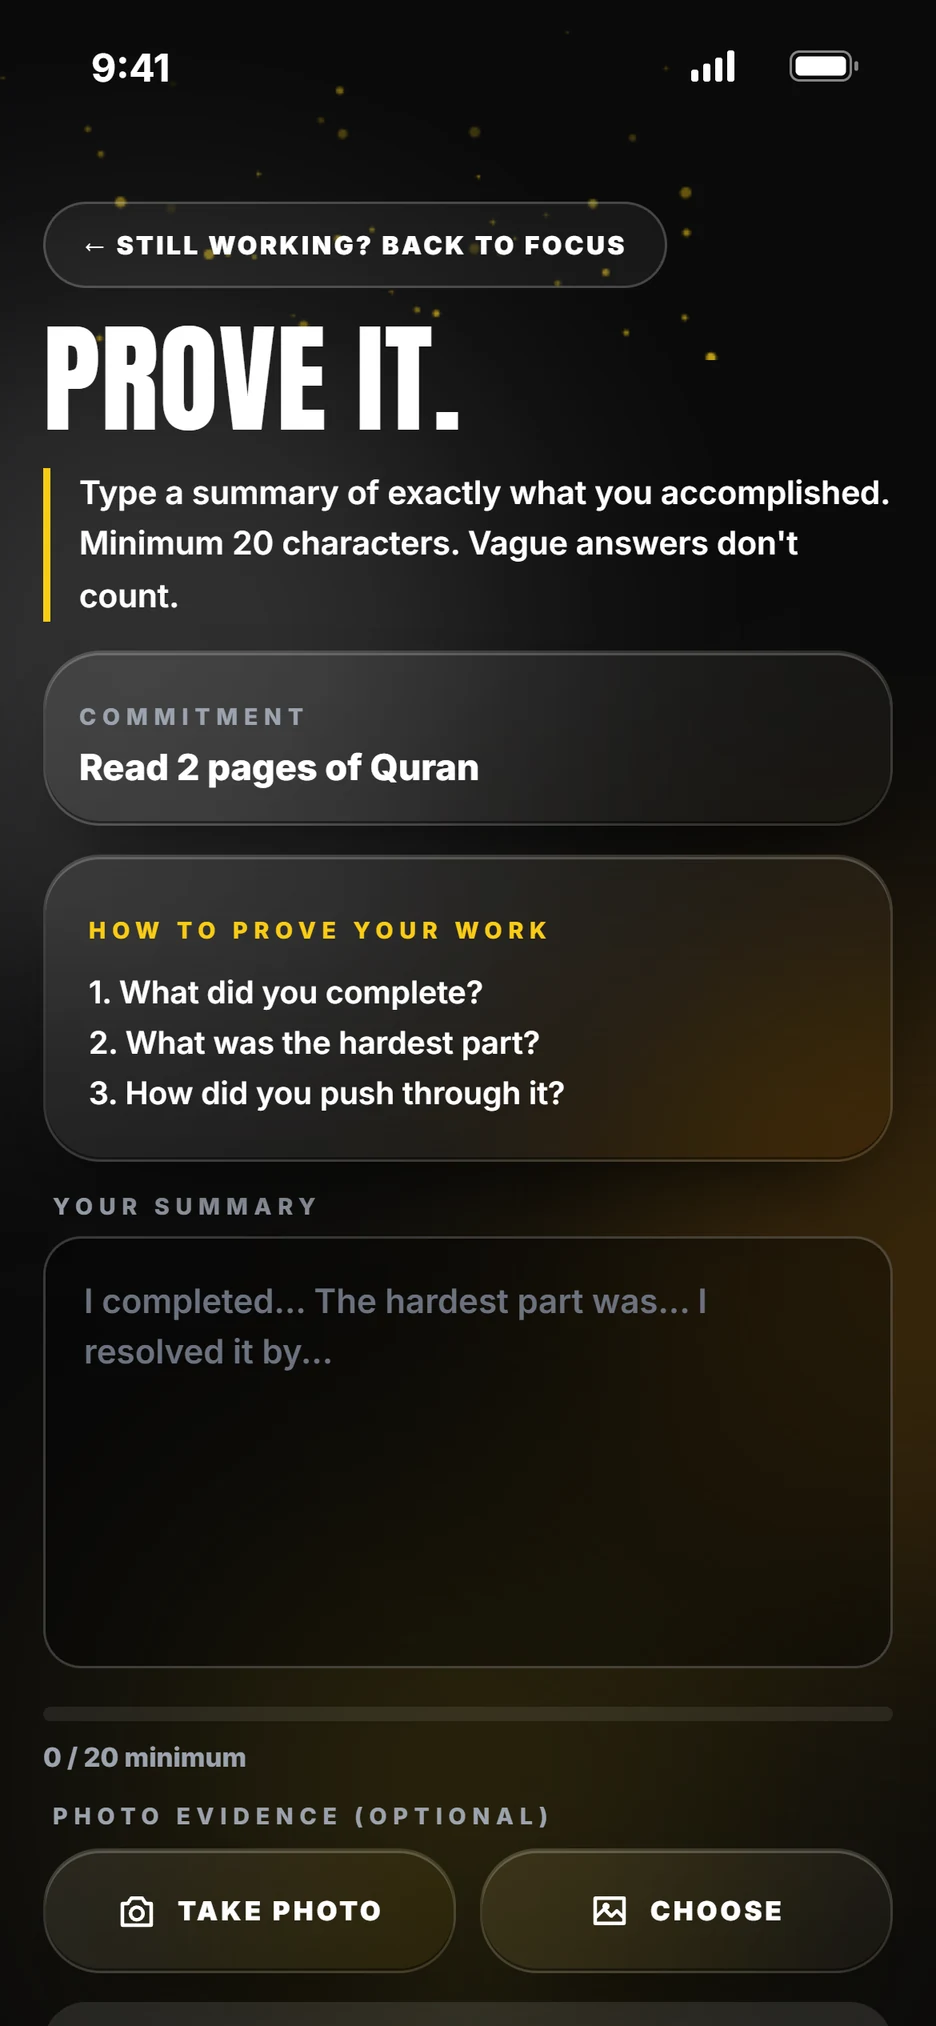 9:41
← STILL WORKING? BACK TO FOCUS
PROVE IT.
Type a summary of exactly what you accomplished.
Minimum 20 characters. Vague answers don't
count.
COMMITMENT
Read 2 pages of Quran
HOW TO PROVE YOUR WORK
1. What did you complete?
2. What was the hardest part?
3. How did you push through it?
YOUR SUMMARY
I completed... The hardest part was... I
resolved it by...
0 / 20 minimum
PHOTO EVIDENCE (OPTIONAL)
TAKE PHOTO
CHOOSE